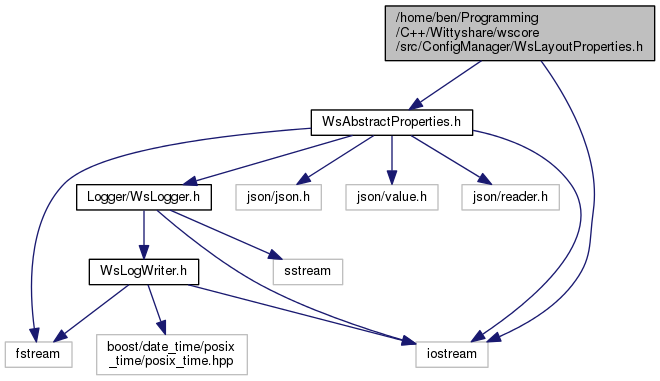 /home/ben/Programming
/C++/Wittyshare/wscore
/src/ConfigManager/WsLayoutProperties.h
WsAbstractProperties.h
Logger/WsLogger.h
json/json.h
json/value.h
json/reader.h
WsLogWriter.h
sstream
fstream
boost/date_time/posix
_time/posix_time.hpp
iostream